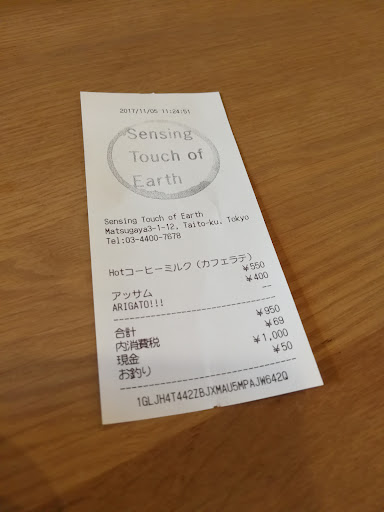 2017/11/05 11:24:51
Sensing
Touch of
Earth
Sensing Touch of Earth
Matsugaya3-1-12, Taito-ku, Tokyo
Tel:03-4400-7678
Hotコーヒーミルク (カフェラテ)
¥550
アッサム ¥400
ARIGATO!!! --
合計 ¥950
内消費税 ¥69
現金 ¥1,000
お釣り ¥50
1GLJH4T442ZBJXMAU5MPAJW642Q